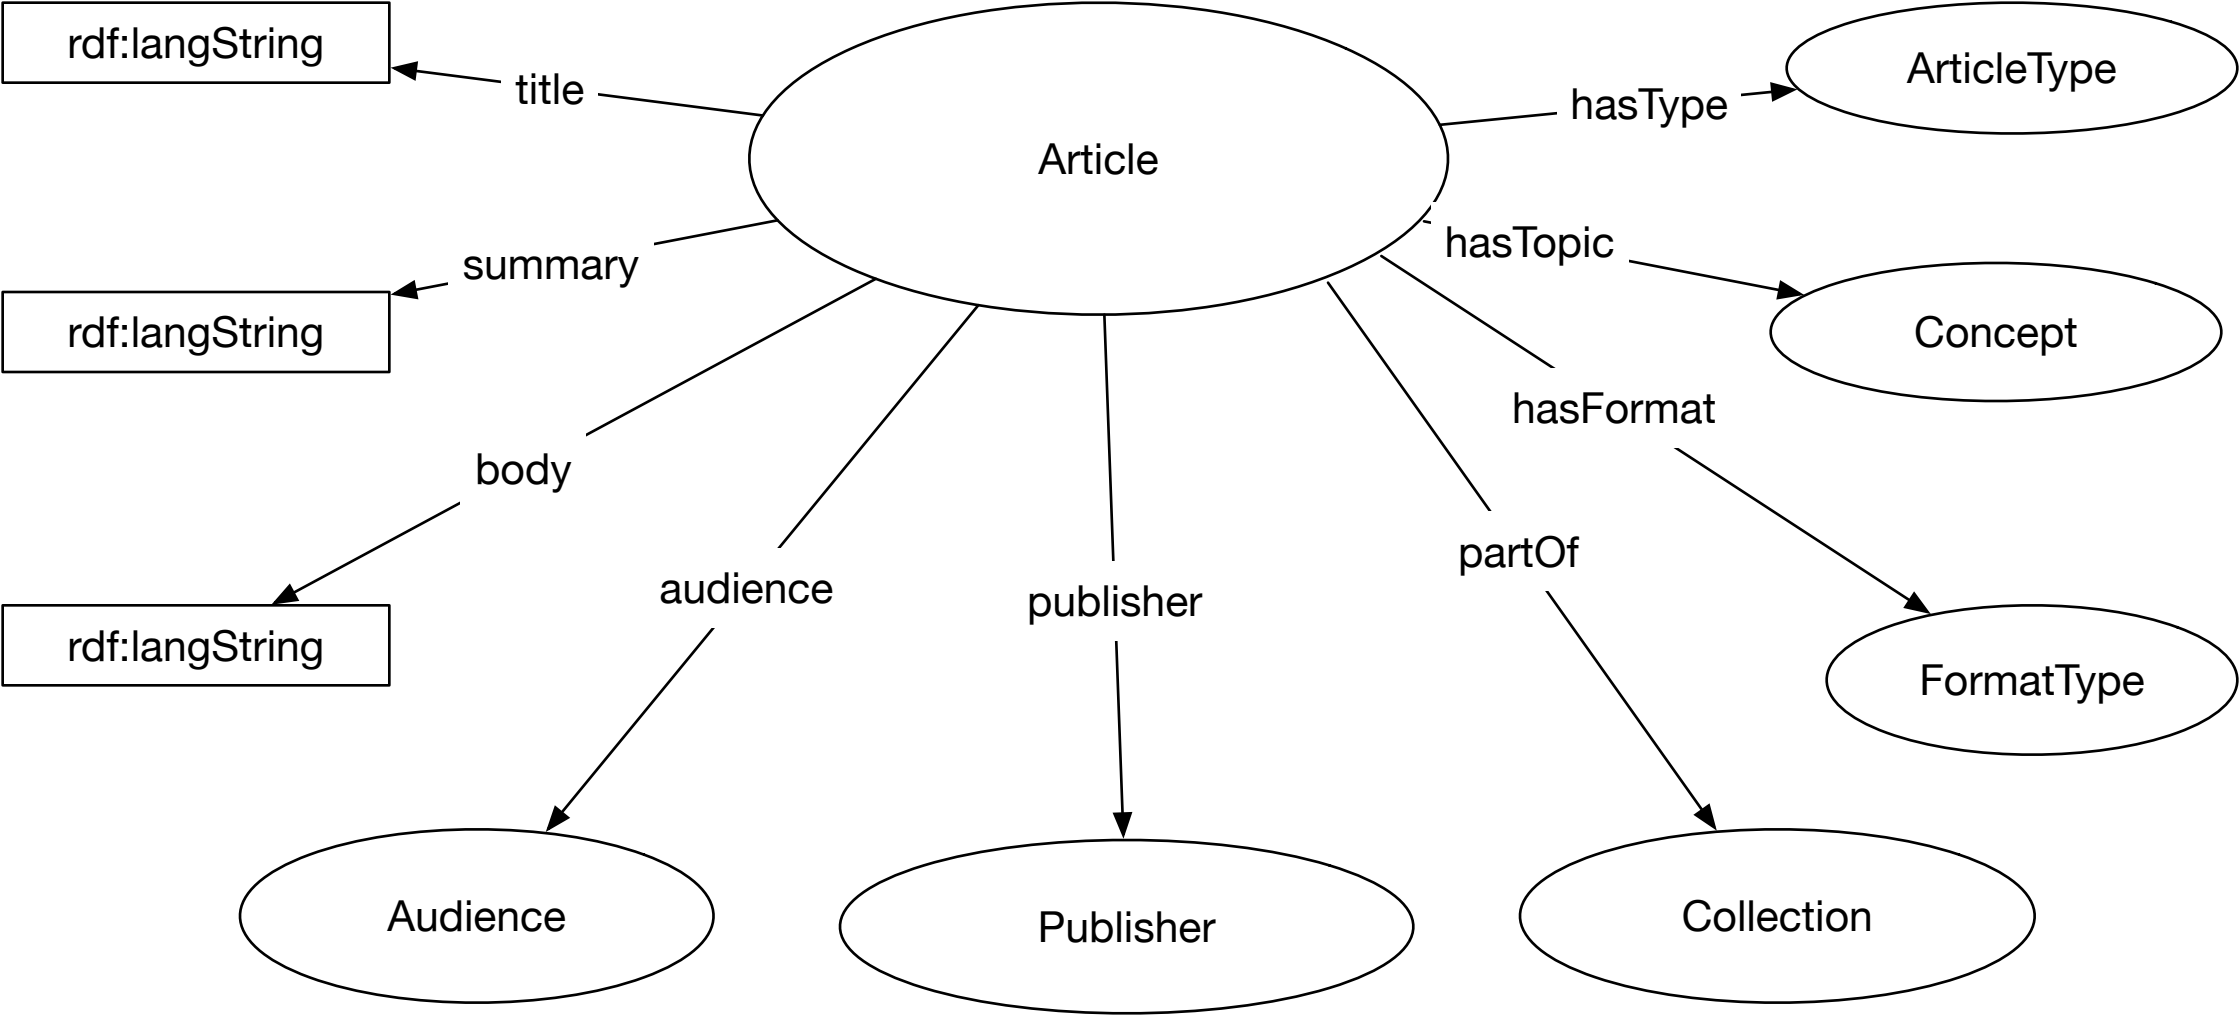 rdf:langString
title
Article
hasType
ArticleType
summary
rdf:langString
hasTopic
Concept
body
rdf:langString
hasFormat
FormatType
audience
publisher
partOf
Audience
Publisher
Collection